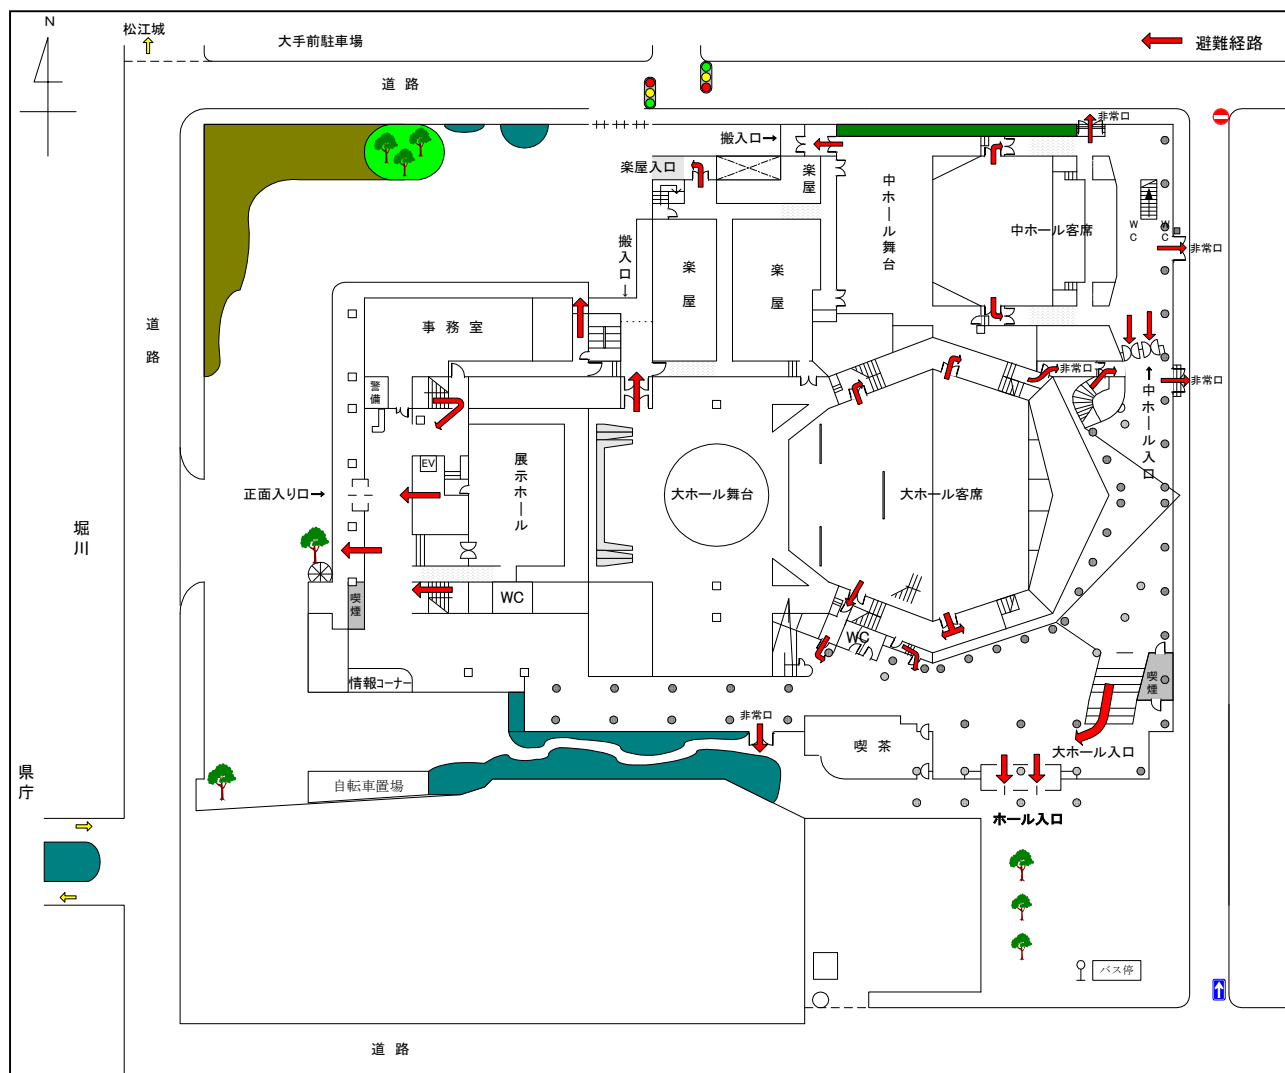 N
松江城
大手前駐車場
避難経路
道 路
非常口
搬入口→
楽屋入口
楽屋
中ホール舞台
中ホール客席
WC
WC
非常口
搬入口→
楽屋
楽屋
道路
事 務 室
非常口
非常口
↑中ホール入口
警備
EV
展示ホール
正面入り口→
大ホール舞台
大ホール客席
堀川
喫煙
WC
WC
喫煙
情報コーナー
非常口
喫 茶
大ホール入口
県庁
自転車置場
ホール入口
バス停
道 路